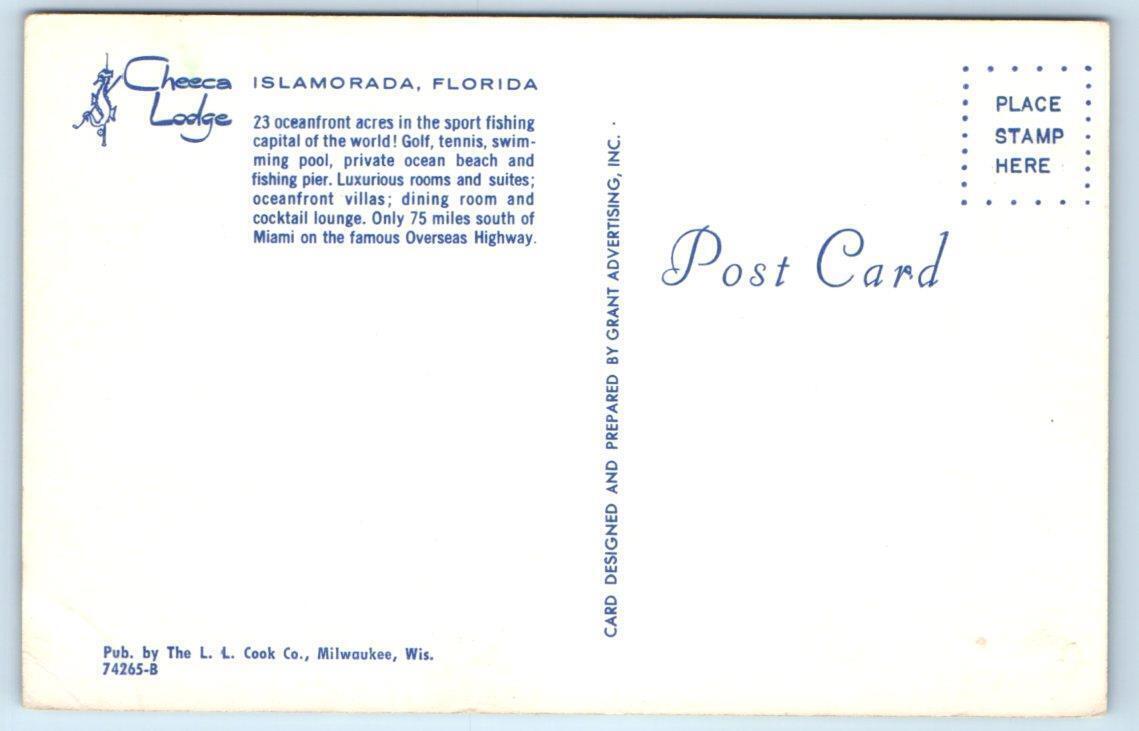 Cheeca
Lodge
ISLAMORADA, FLORIDA
23 oceanfront acres in the sport fishing
capital of the world! Golf, tennis, swim-
ming pool, private ocean beach and
fishing pier. Luxurious rooms and suites;
oceanfront villas; dining room and
cocktail lounge. Only 75 miles south of
Miami on the famous Overseas Highway.
Pub. by The L. L. Cook Co., Milwaukee, Wis.
74265-B
CARD DESIGNED AND PREPARED BY GRANT ADVERTISING, INC.
PLACE
STAMP
HERE
Post Card